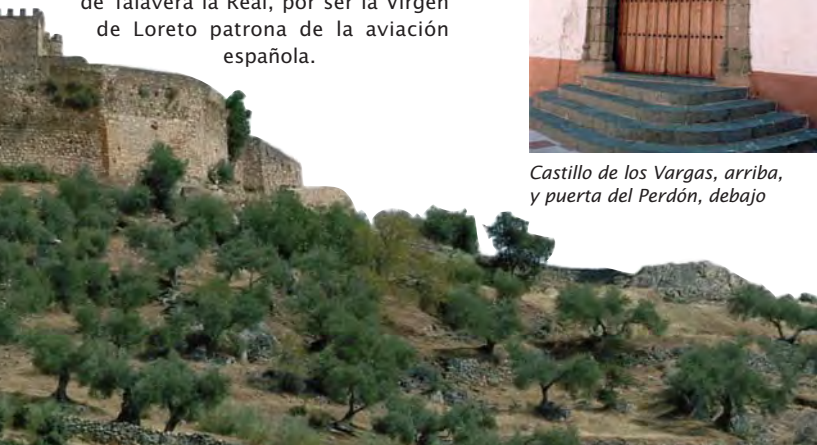 de Talavera la Real, por ser la Virgen
de Loreto patrona de la aviación
española.
Castillo de los Vargas, arriba,
y puerta del Perdón, debajo